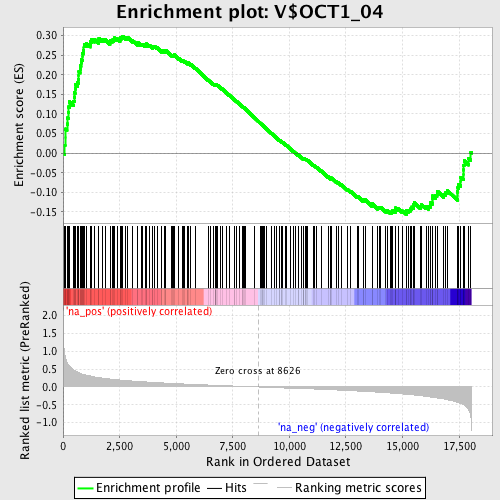 Enrichment plot: V$OCT1_04
Enrichment score (ES)
0.30
0.25
0.20
0.15
0.10
0.05
0.00
-0.05
-0.10
-0.15
Ranked list metric (PreRanked)
'na_pos' (positively correlated)
2.0
1.5
1.0
0.5
0.0
-0.5
-1.0
Zero cross at 8626
'na_neg' (negatively correlated)
0
2,500
5,000
7,500
10,000
12,500
15,000
17,500
Rank in Ordered Dataset
Enrichment profile
Hits
Ranking metric scores